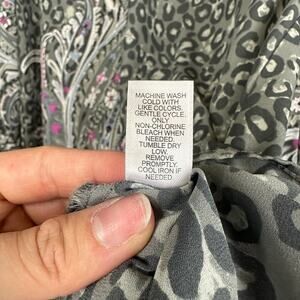 MACHINE WASH
COLD WITH
LIKE COLORS.
GENTLE CYCLE.
ONLY
NON-CHLORINE
BLEACH WHEN
NEEDED.
TUMBLE DRY
LOW.
REMOVE
PROMPTLY.
COOL IRON IF
NEEDED.